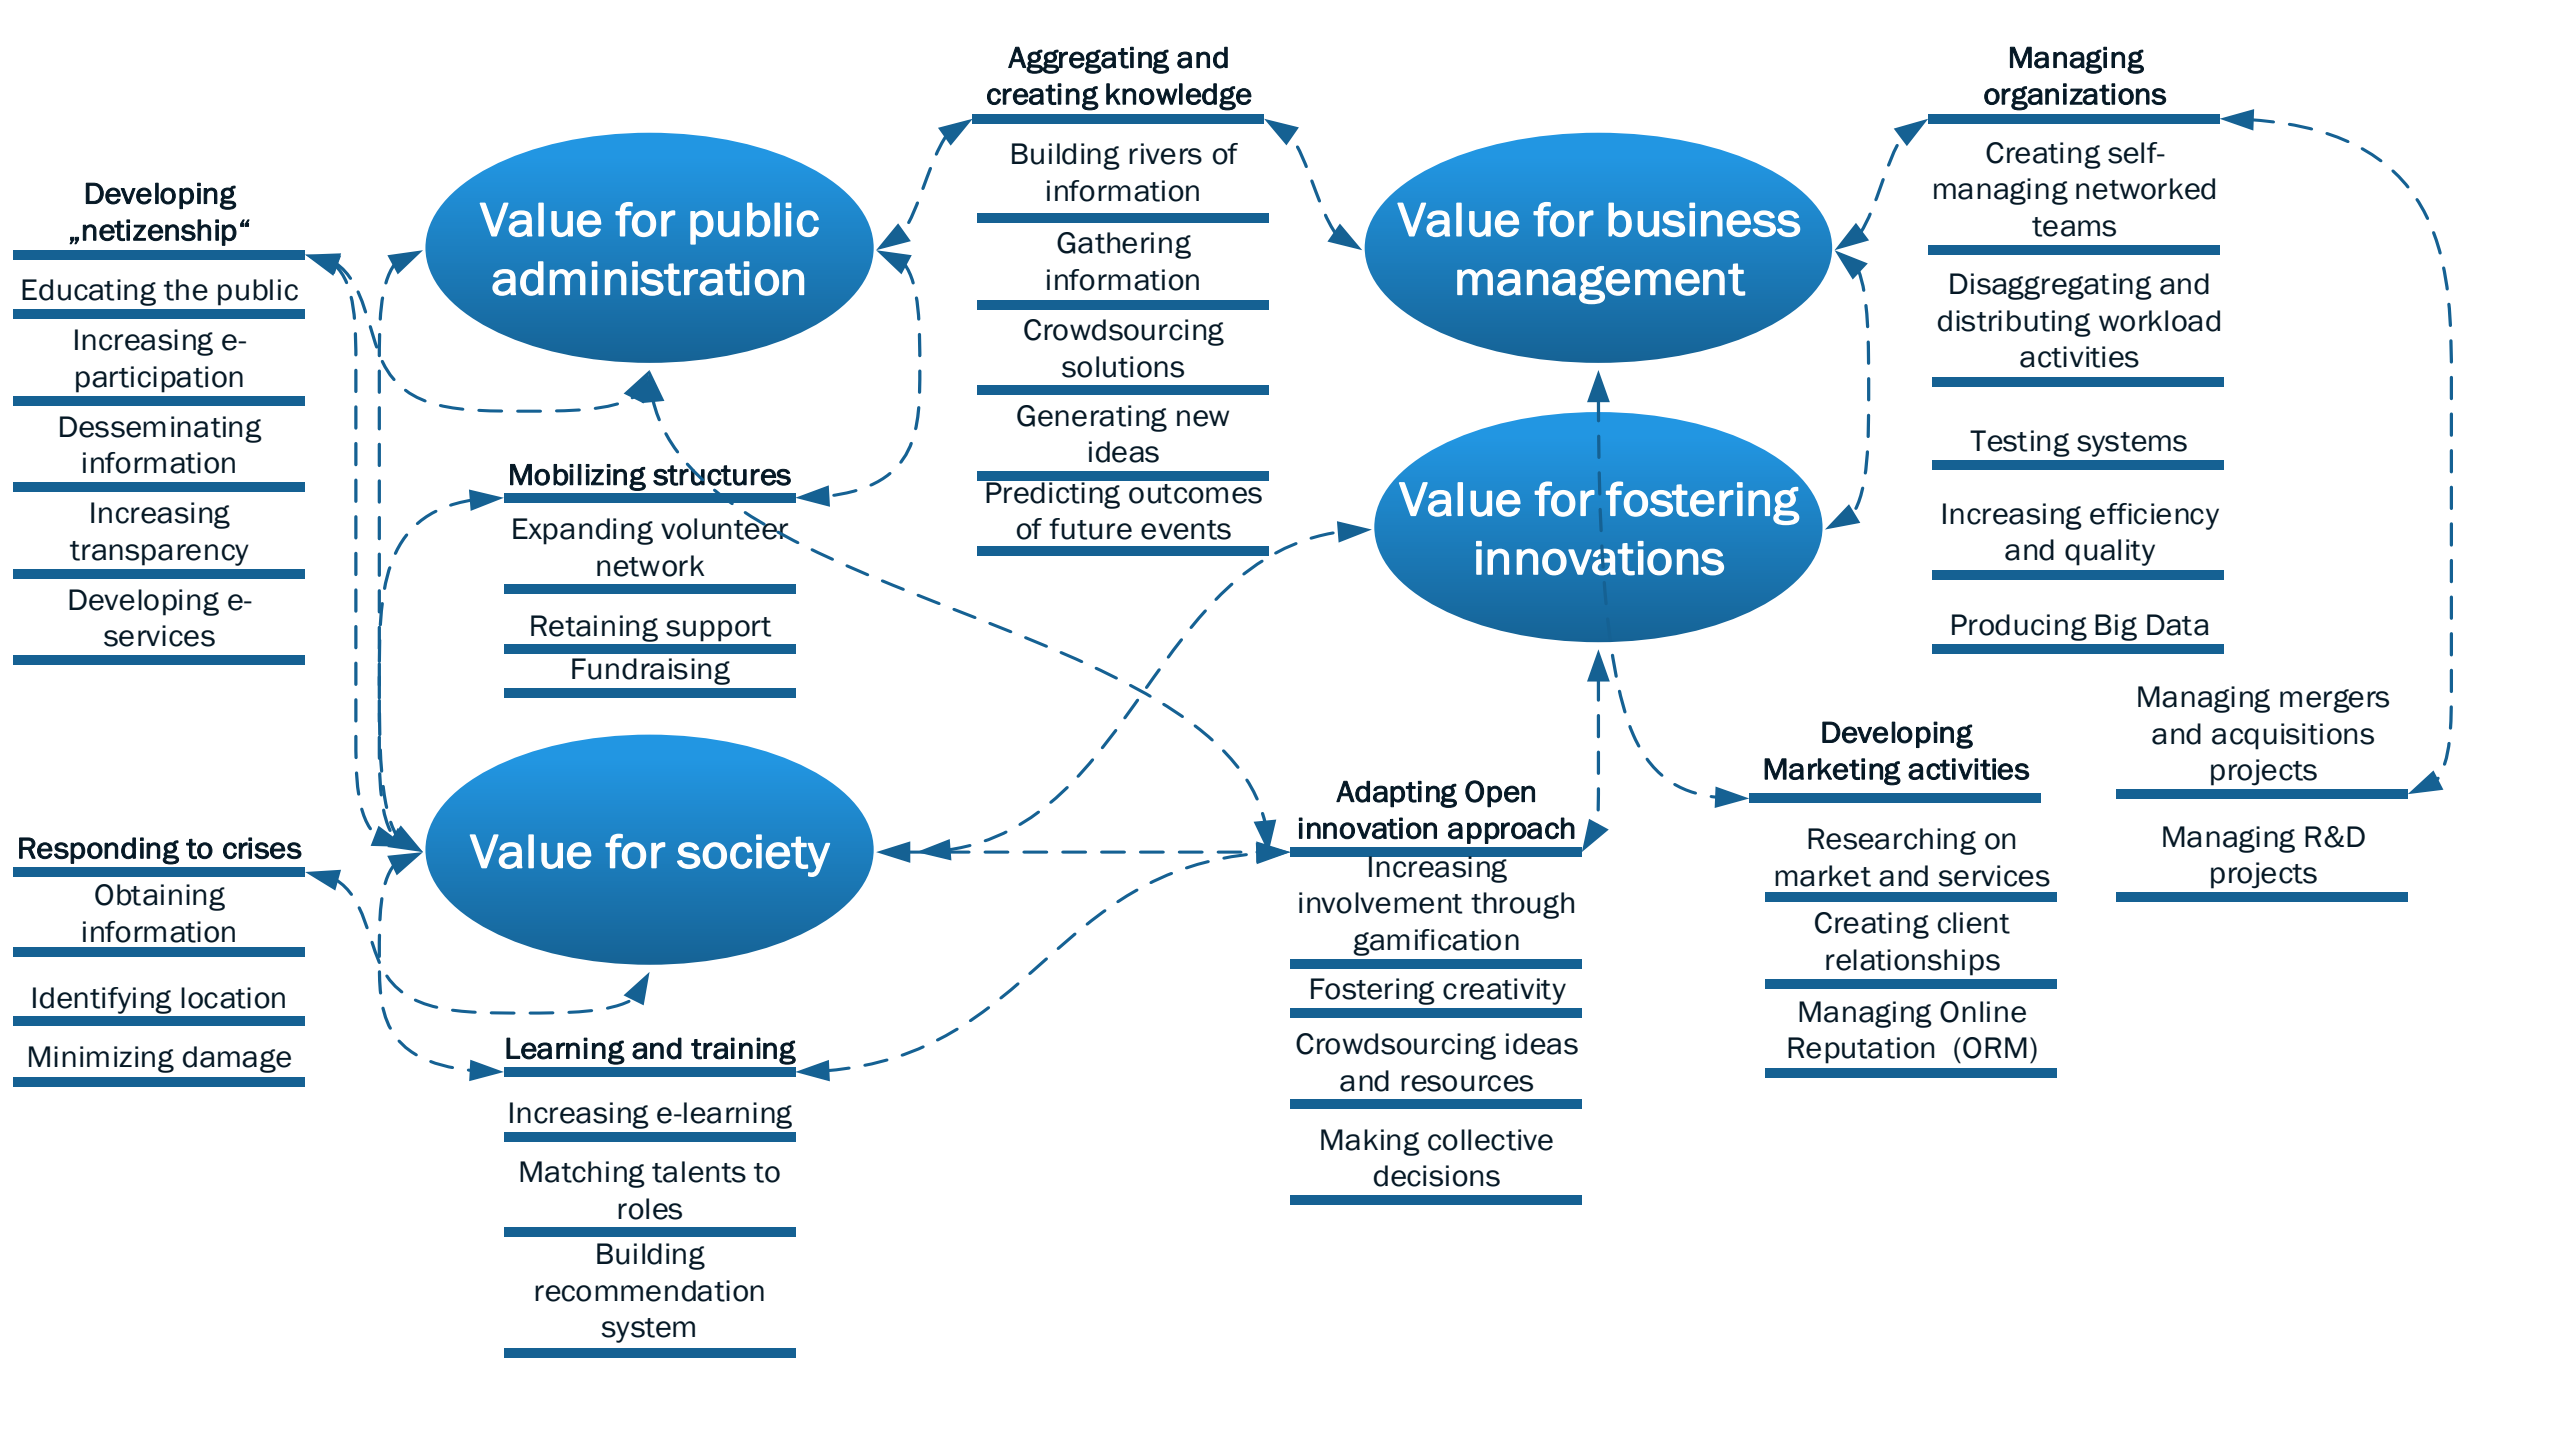 Developing
„netizenship“
Educating the public
Increasing e-
participation
Desseminating
information
Increasing
transparency
Developing e-
services
Responding to crises
Obtaining
information
Identifying location
Minimizing damage
Value for public
administration
Mobilizing structures
Expanding volunteer
network
Retaining support
Fundraising
Value for society
Learning and training
Increasing e-learning
Matching talents to
roles
Building
recommendation
system
Aggregating and
creating knowledge
Building rivers of
information
Gathering
information
Crowdsourcing
solutions
Generating new
ideas
Predicting outcomes
of future events
Value for business
management
Value for fostering
innovations
Adapting Open
innovation approach
Increasing
involvement through
gamification
Fostering creativity
Crowdsourcing ideas
and resources
Making collective
decisions
Managing
organizations
Creating self-
managing networked
teams
Disaggregating and
distributing workload
activities
Testing systems
Increasing efficiency
and quality
Producing Big Data
Developing
Marketing activities
Researching on
market and services
Creating client
relationships
Managing Online
Reputation  (ORM)
Managing mergers
and acquisitions
projects
Managing R&D
projects